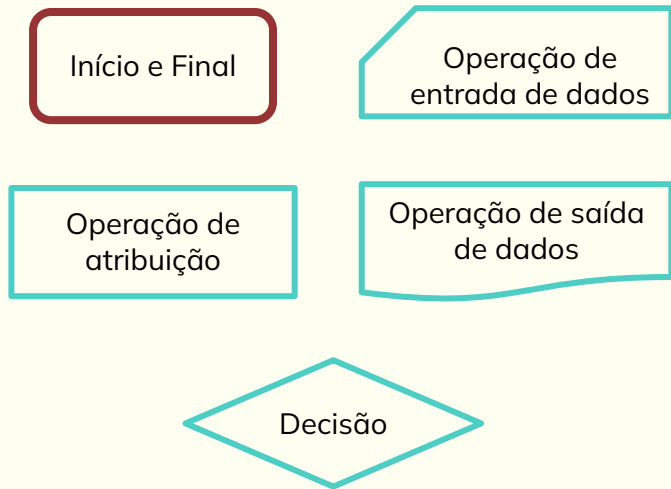 Início e Final
Operação de
entrada de dados
Operação de
atribuição
Operação de saída
de dados
Decisão